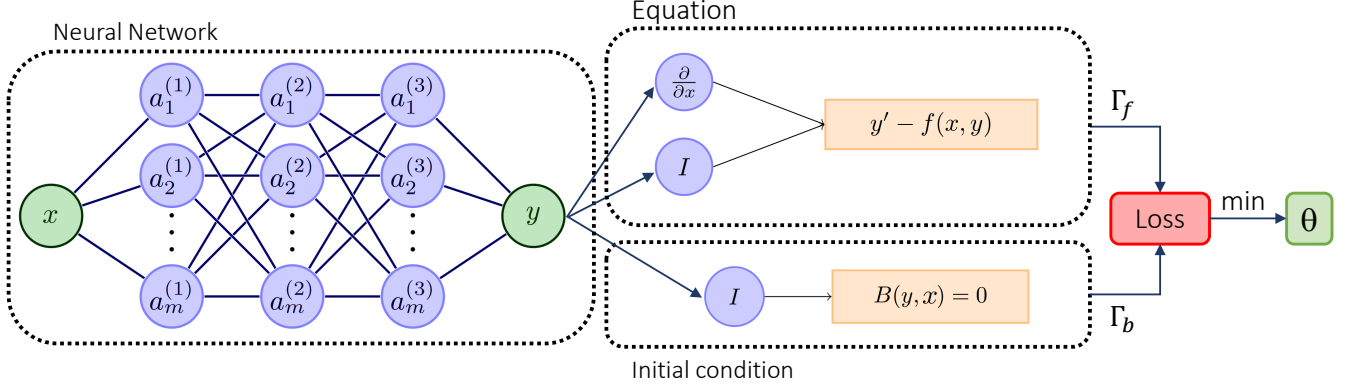 Neural Network
x
a_1^{(1)} a_1^{(2)} a_1^{(3)}
a_2^{(1)} a_2^{(2)} a_2^{(3)}
a_m^{(1)} a_m^{(2)} a_m^{(3)}
y
Equation
∂/∂x
I
y′ − f(x, y)
I
B(y, x) = 0
Initial condition
Γ_f
Γ_b
Loss
min
θ